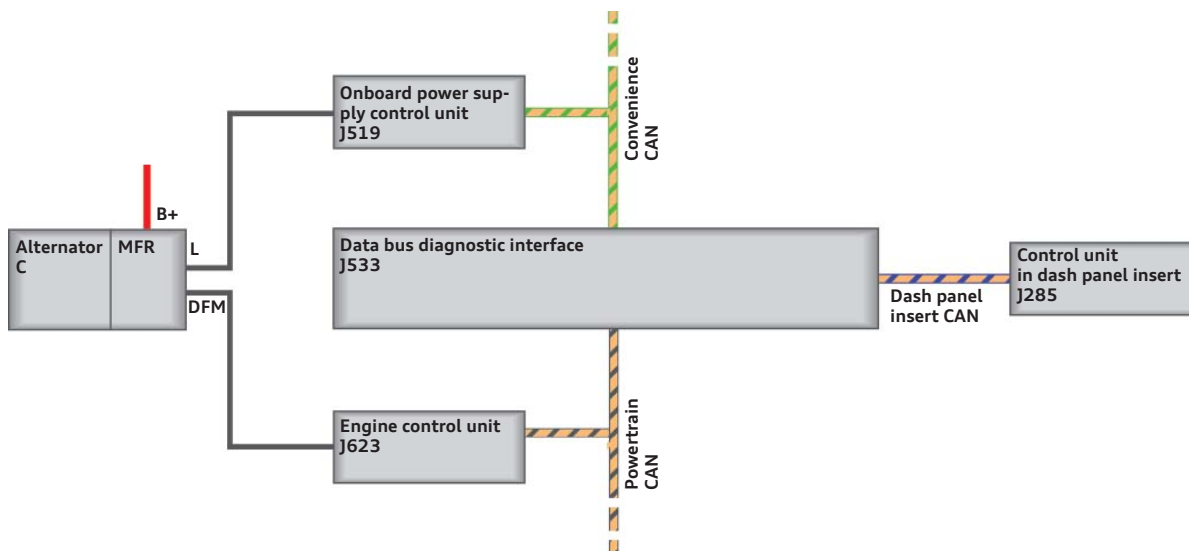 Onboard power sup-
ply control unit
J519
Convenience
CAN
B+
Alternator
C
MFR
L
DFM
Data bus diagnostic interface
J533
Control unit
in dash panel insert
J285
Dash panel
insert CAN
Engine control unit
J623
Powertrain
CAN